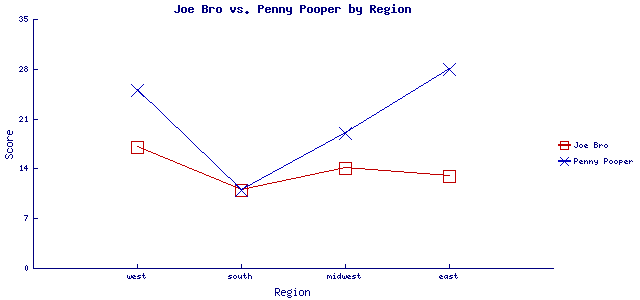 Joe Bro vs. Penny Pooper by Region
35
28
21
14
7
0
Score
west south midwest east
Region
Joe Bro
Penny Pooper